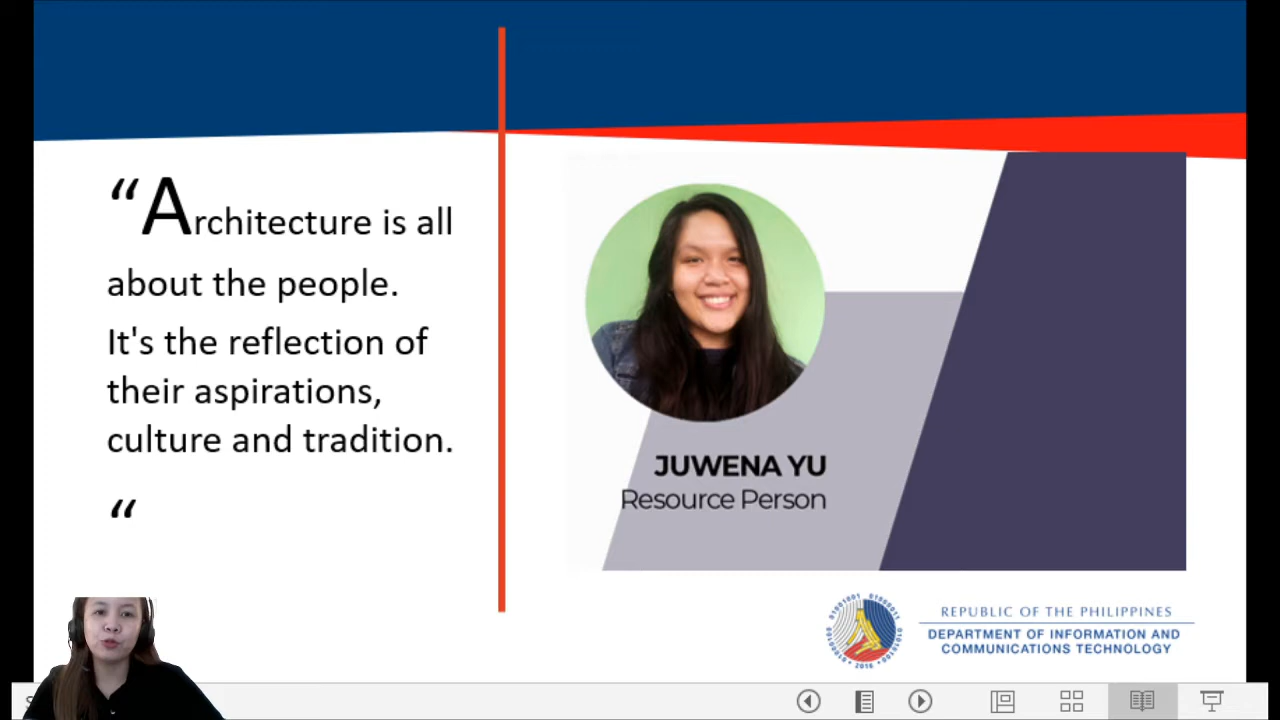 “Architecture is all
about the people.
It's the reflection of
their aspirations,
culture and tradition.
“
JUWENA YU
Resource Person
REPUBLIC OF THE PHILIPPINES
DEPARTMENT OF INFORMATION AND
COMMUNICATIONS TECHNOLOGY
2016